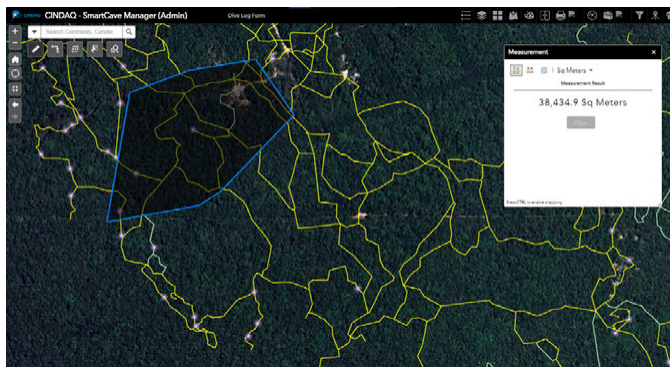 CINDAQ
CINDAQ - SmartCave Manager (Admin)
Dive Log Form
Search Comments, Cenote
Measurement
Sq Meters
Measurement Result
38,434.9 Sq Meters
Clear
Press CTRL to enable snapping